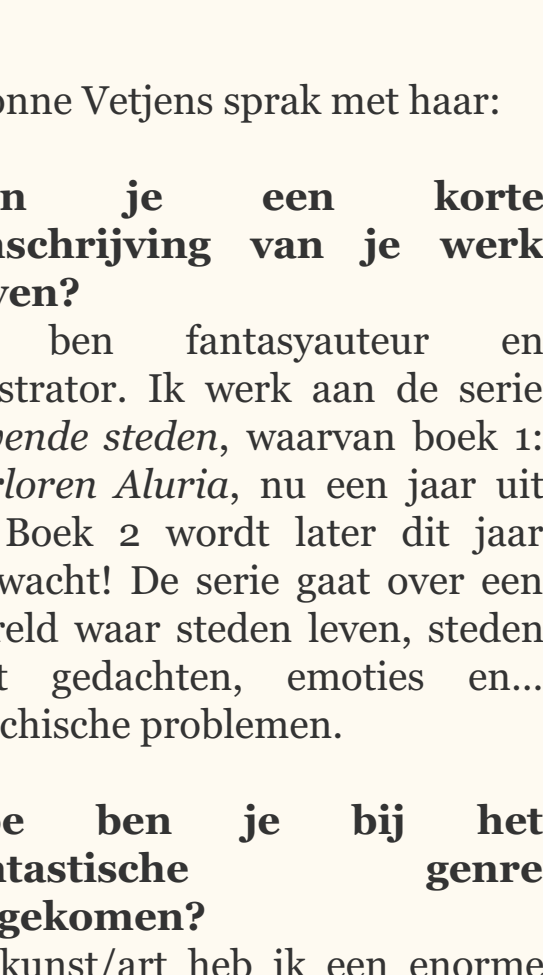 onne Vetjens sprak met haar:
n je een korte
nschrijving van je werk
ven?
ben fantasyauteur en
strator. Ik werk aan de serie
vende steden, waarvan boek 1:
rloren Aluria, nu een jaar uit
Boek 2 wordt later dit jaar
wacht! De serie gaat over een
reld waar steden leven, steden
t gedachten, emoties en...
chische problemen.
oe ben je bij het
ntastische genre
gekomen?
kunst/art heb ik een enorme